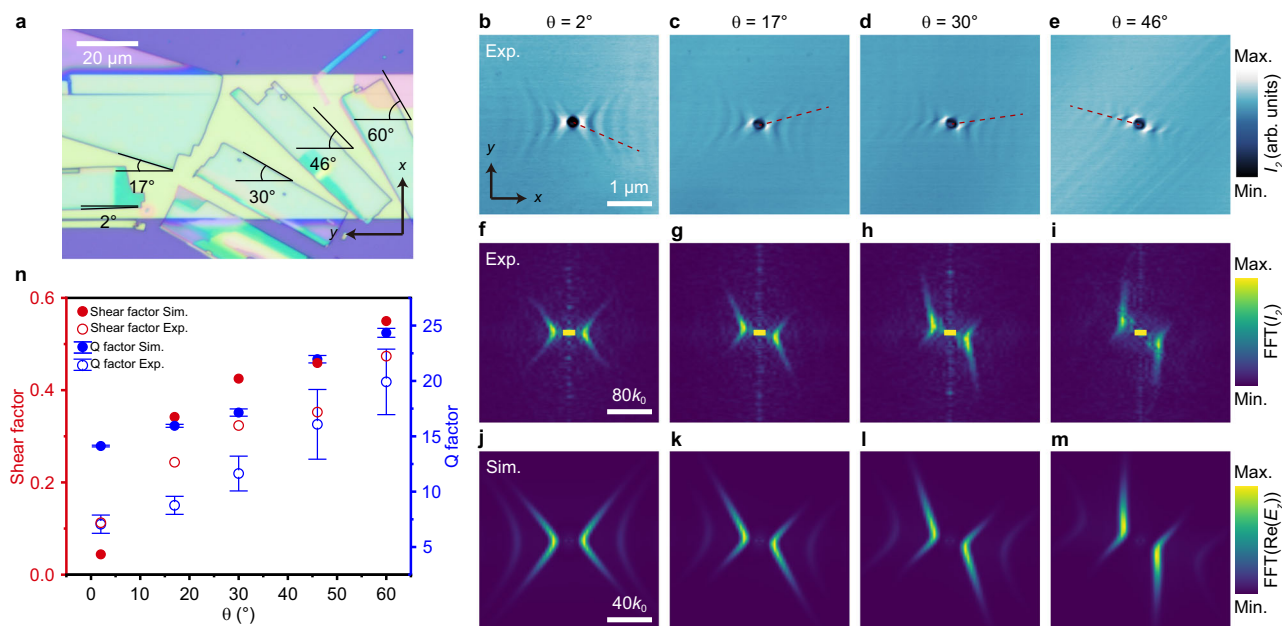 a
20 μm
60°
46°
17°
30°
2°
x
y
b
θ = 2°
c
θ = 17°
d
θ = 30°
e
θ = 46°
Exp.
y
x
1 μm
Max.
I2 (arb. units)
Min.
f
g
h
i
Exp.
80k0
Max.
FFT(I2)
Min.
j
k
l
m
Sim.
40k0
Max.
FFT(Re(Ez))
Min.
n
Shear factor Sim.
Shear factor Exp.
Q factor Sim.
Q factor Exp.
0.6
0.4
0.2
0.0
Shear factor
25
20
15
10
5
Q factor
0 10 20 30 40 50 60
θ (°)